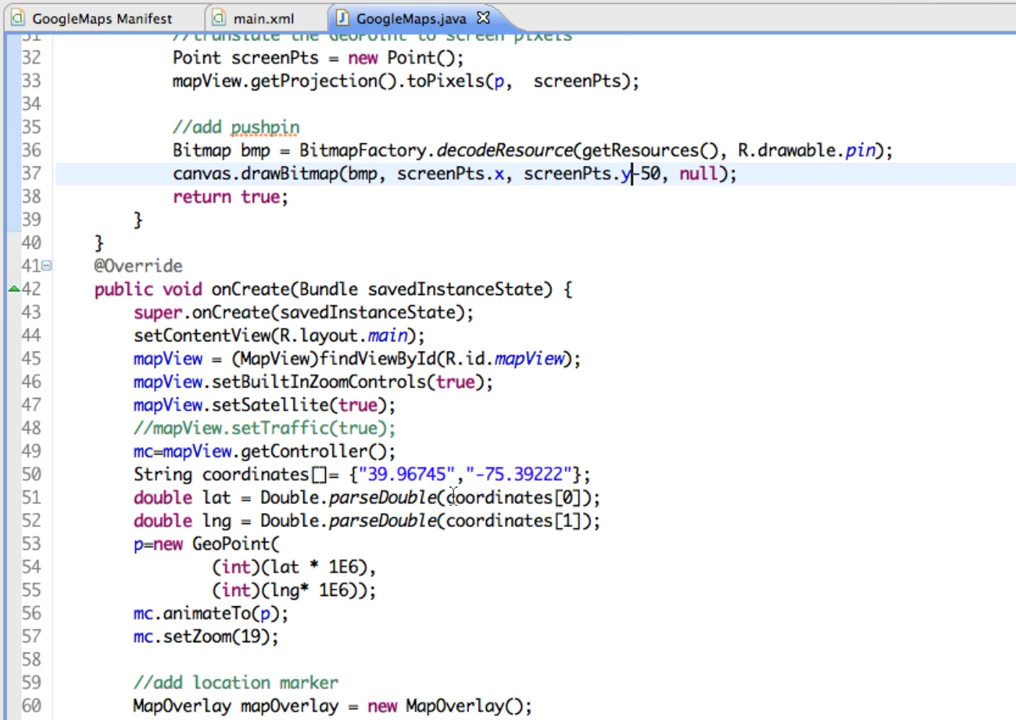 GoogleMaps Manifest main.xml GoogleMaps.java
31 //translate the GeoPoint to screen pixels
32 Point screenPts = new Point();
33 mapView.getProjection().toPixels(p, screenPts);
34
35 //add pushpin
36 Bitmap bmp = BitmapFactory.decodeResource(getResources(), R.drawable.pin);
37 canvas.drawBitmap(bmp, screenPts.x, screenPts.y-50, null);
38 return true;
39 }
40 }
41 @Override
42 public void onCreate(Bundle savedInstanceState) {
43 super.onCreate(savedInstanceState);
44 setContentView(R.layout.main);
45 mapView = (MapView)findViewById(R.id.mapView);
46 mapView.setBuiltInZoomControls(true);
47 mapView.setSatellite(true);
48 //mapView.setTraffic(true);
49 mc=mapView.getController();
50 String coordinates[]= {"39.96745","-75.39222"};
51 double lat = Double.parseDouble(coordinates[0]);
52 double lng = Double.parseDouble(coordinates[1]);
53 p=new GeoPoint(
54 (int)(lat * 1E6),
55 (int)(lng* 1E6));
56 mc.animateTo(p);
57 mc.setZoom(19);
58
59 //add location marker
60 MapOverlay mapOverlay = new MapOverlay();